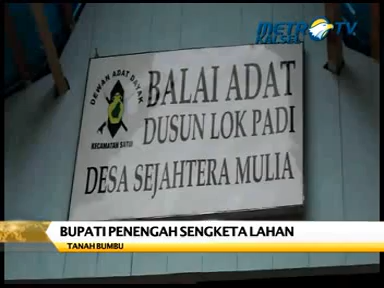 METRO TV
KALSEL
DEWAN ADAT DAYAK
KECAMATAN SATUI
BALAI ADAT
DUSUN LOK PADI
DESA SEJAHTERA MULIA
BUPATI PENENGAH SENGKETA LAHAN
TANAH BUMBU